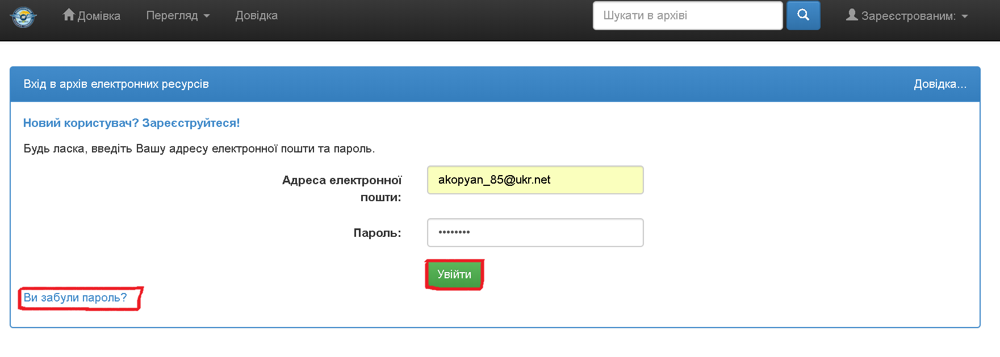 Домівка Перегляд Довідка Шукати в архіві Зареєстрованим:
Вхід в архів електронних ресурсів Довідка...
Новий користувач? Зареєструйтеся!
Будь ласка, введіть Вашу адресу електронної пошти та пароль.
Адреса електронної
пошти:
akopyan_85@ukr.net
Пароль: ••••••••
Увійти
Ви забули пароль?